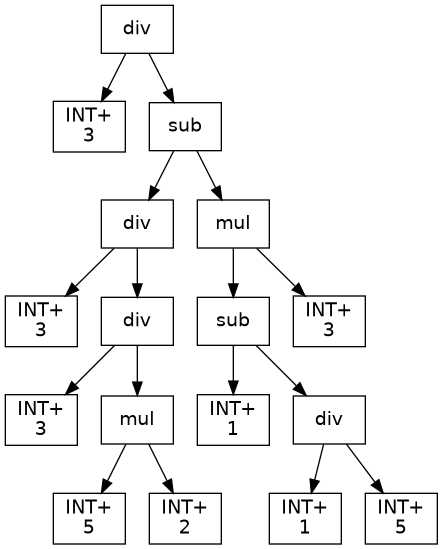 div
INT+
3
sub
div
mul
INT+
3
div
sub
INT+
3
INT+
3
mul
INT+
1
div
INT+
5
INT+
2
INT+
1
INT+
5